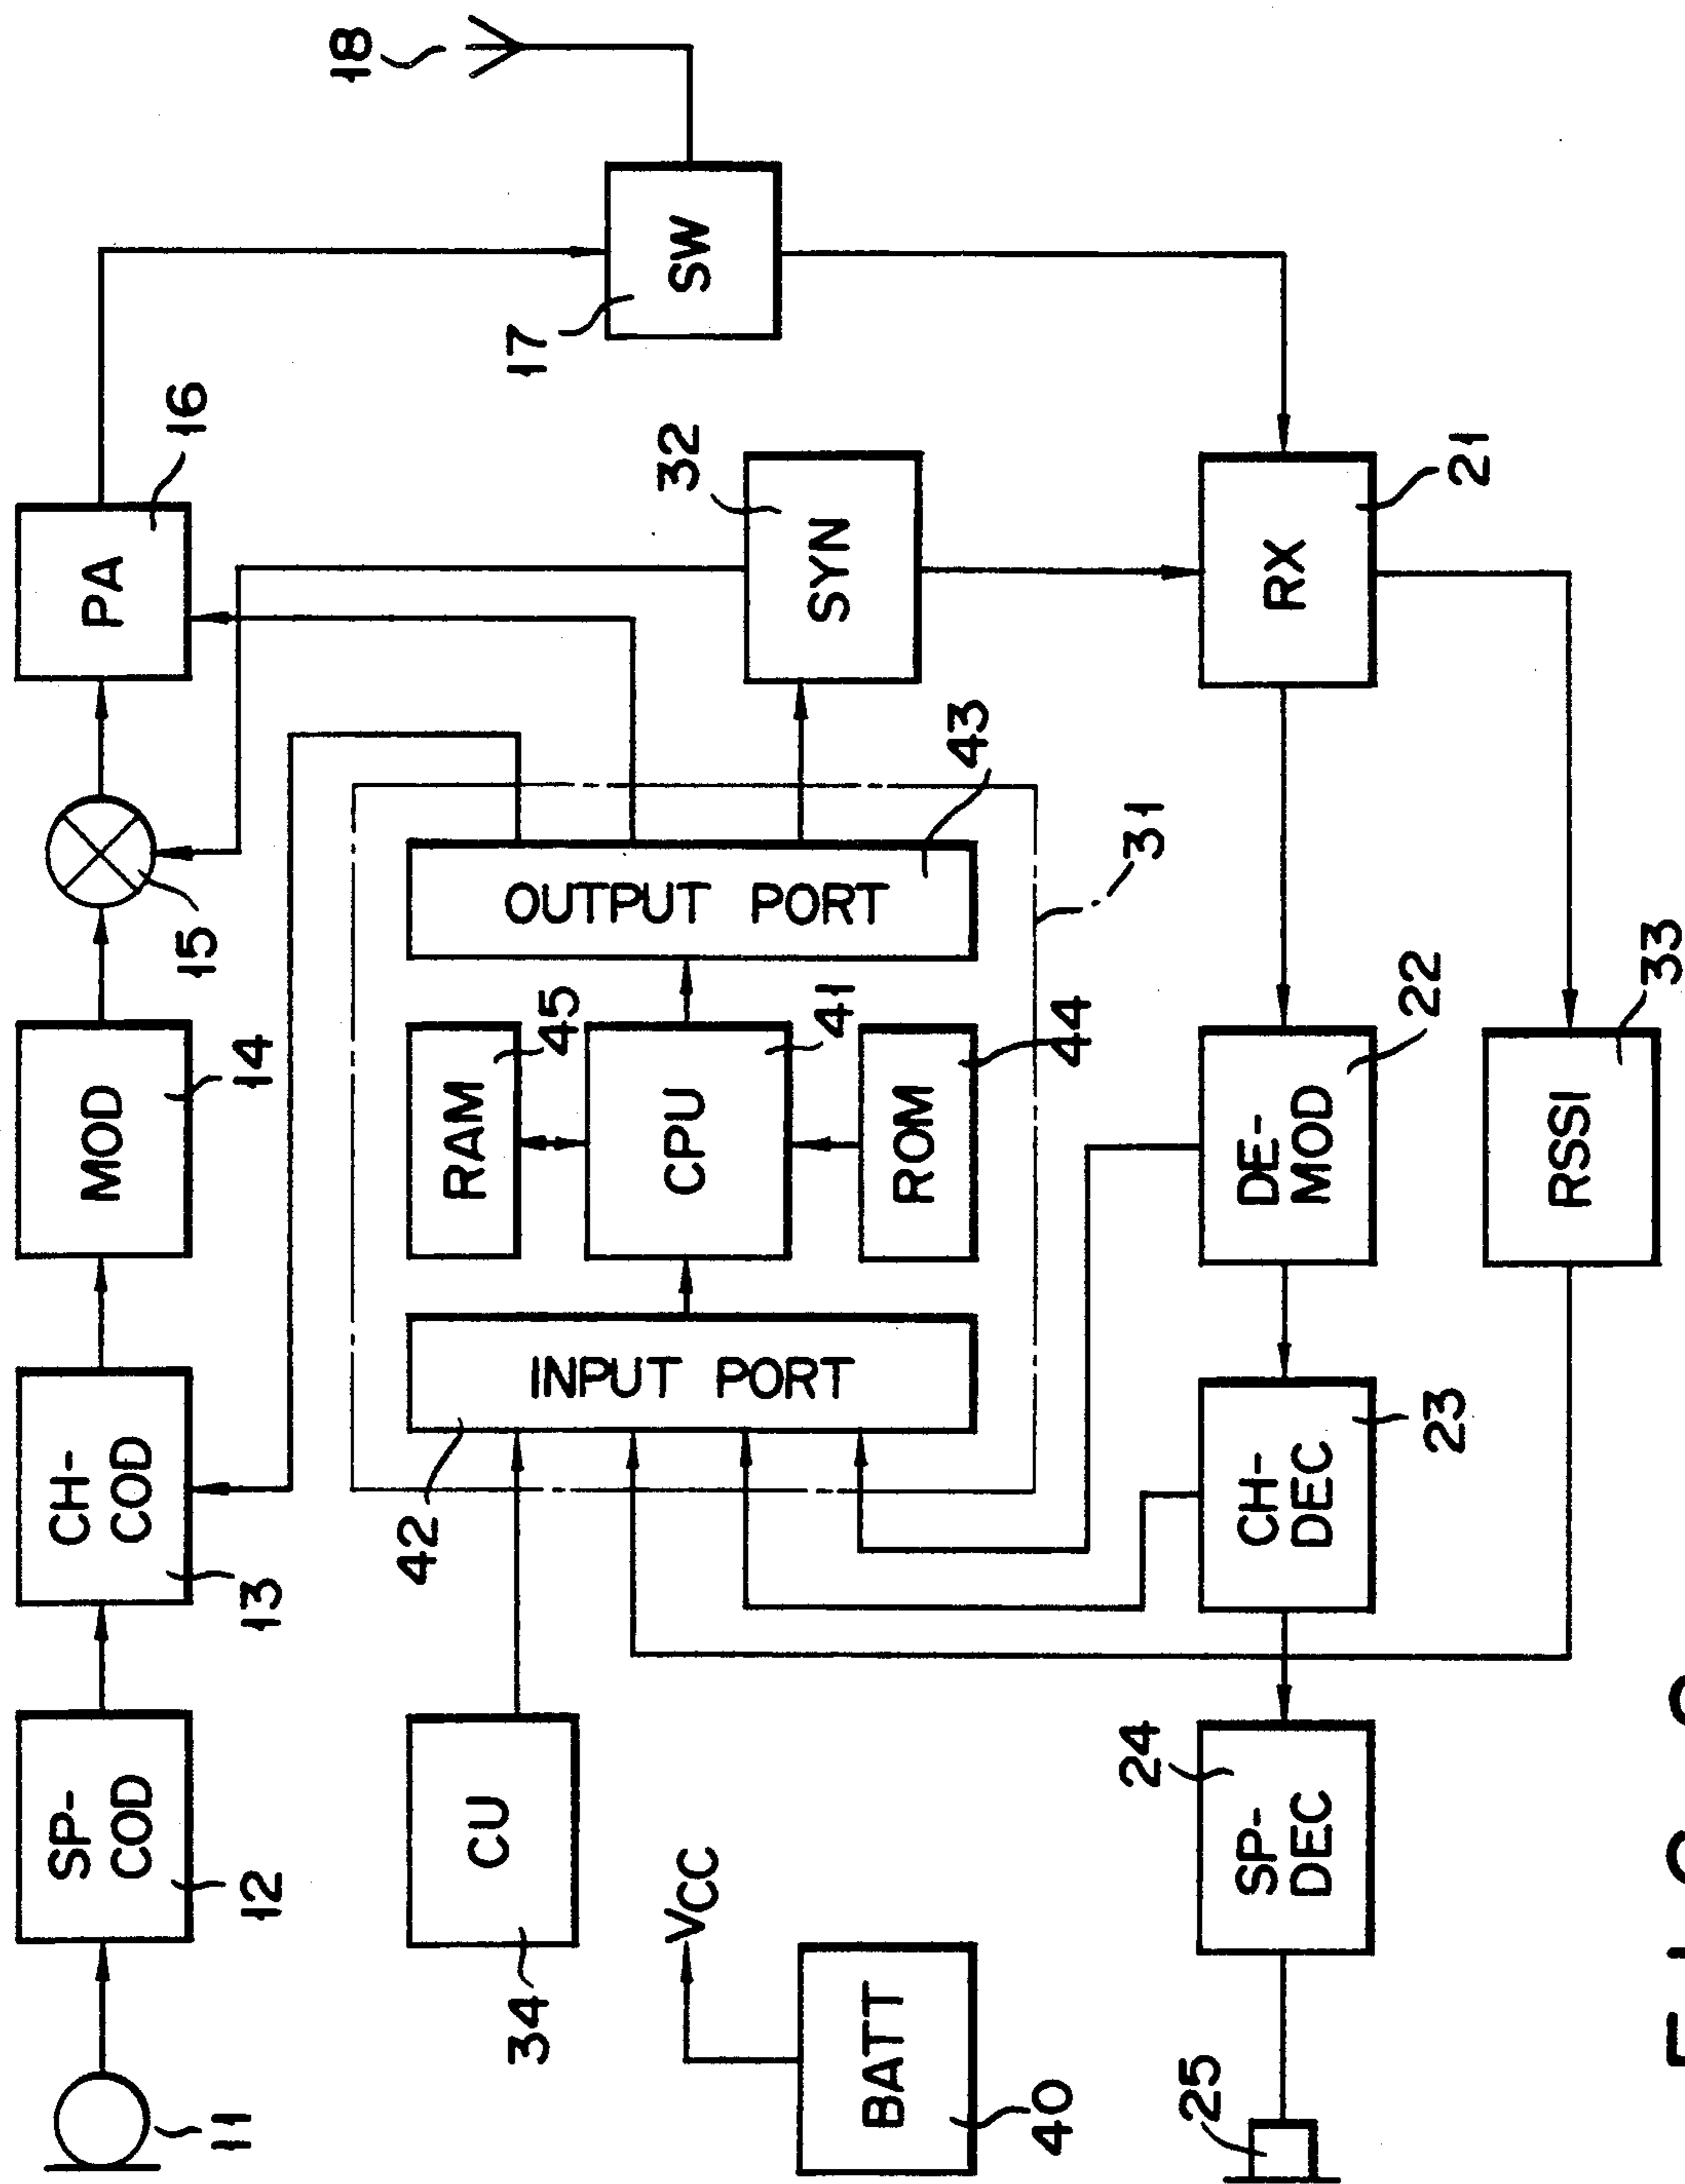 11
SP-
COD
12
CH-
COD
13
MOD
14
15
PA
16
18
SW
17
CU
34
INPUT PORT
42
RAM
45
CPU
41
ROM
44
OUTPUT PORT
43
31
SYN
32
VCC
BATT
40
25
SP-
DEC
24
CH-
DEC
23
DE-
MOD
22
RX
21
RSSI
33